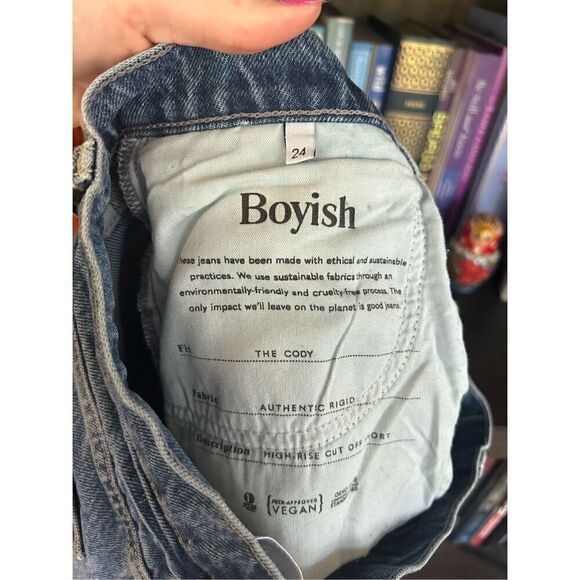 24
Boyish
hese jeans have been made with ethical and sustainable
practices. We use sustainable fabrics through an
environmentally-friendly and cruelty-free process. The
only impact we'll leave on the planet is good jeans.
Fit THE CODY
Fabric AUTHENTIC RIGID
Description HIGH-RISE CUT OFF SHORT
PETA-APPROVED
VEGAN